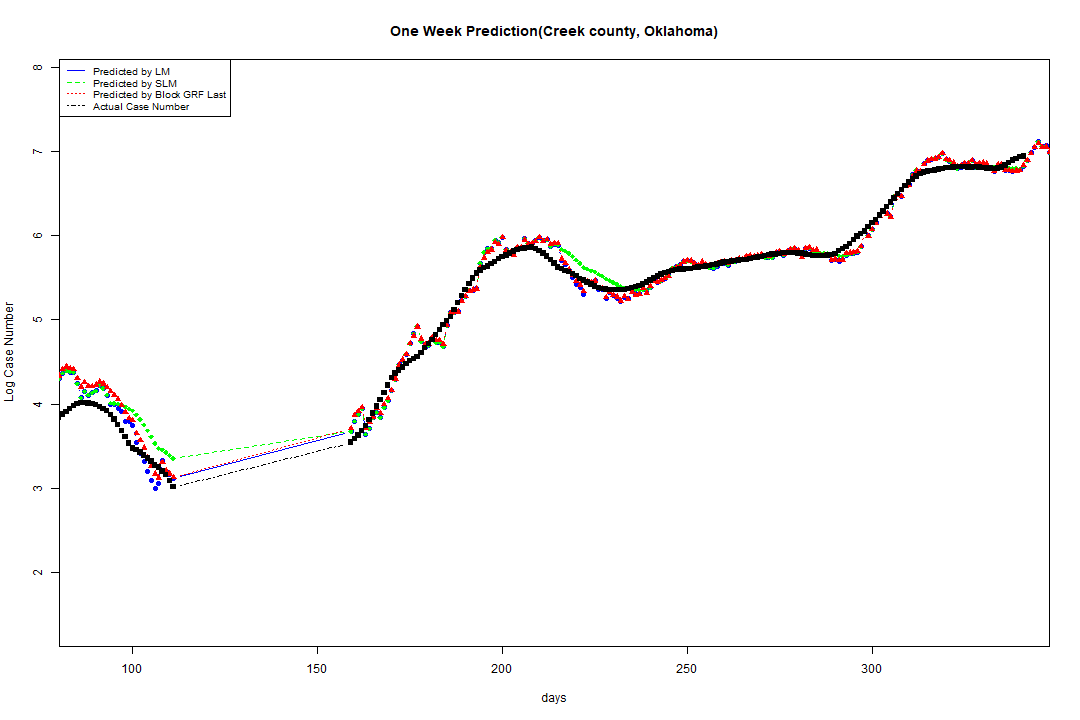 One Week Prediction(Creek county, Oklahoma)
Predicted by LM
Predicted by SLM
Predicted by Block GRF Last
Actual Case Number
8
7
6
5
4
3
2
Log Case Number
100 150 200 250 300
days